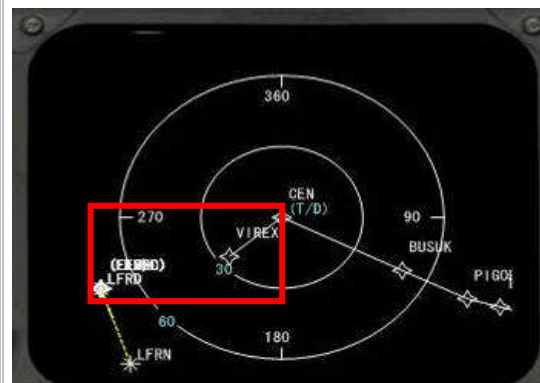 360
CEN
(T/D)
270
90
VIREX
BUSUK
30
PIGO
LFRD
60
180
LFRN